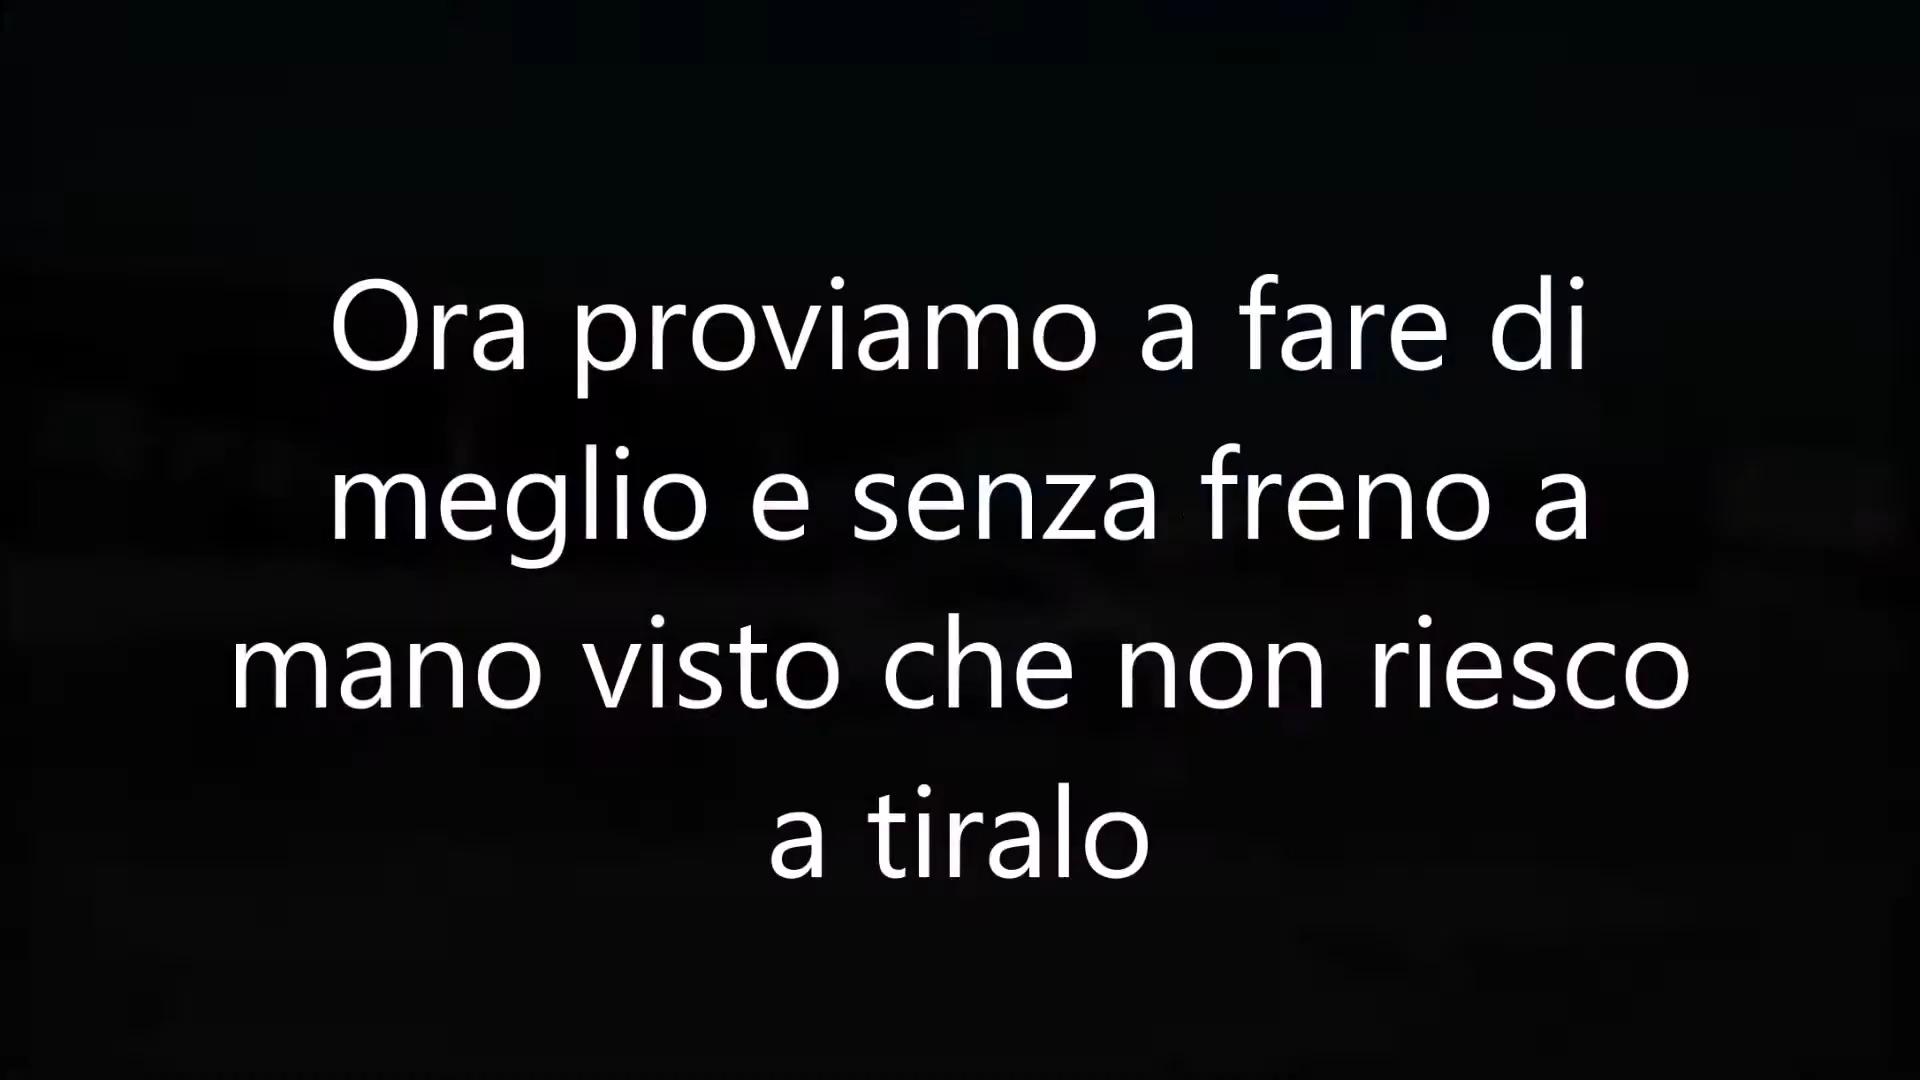 Ora proviamo a fare di
meglio e senza freno a
mano visto che non riesco
a tiralo